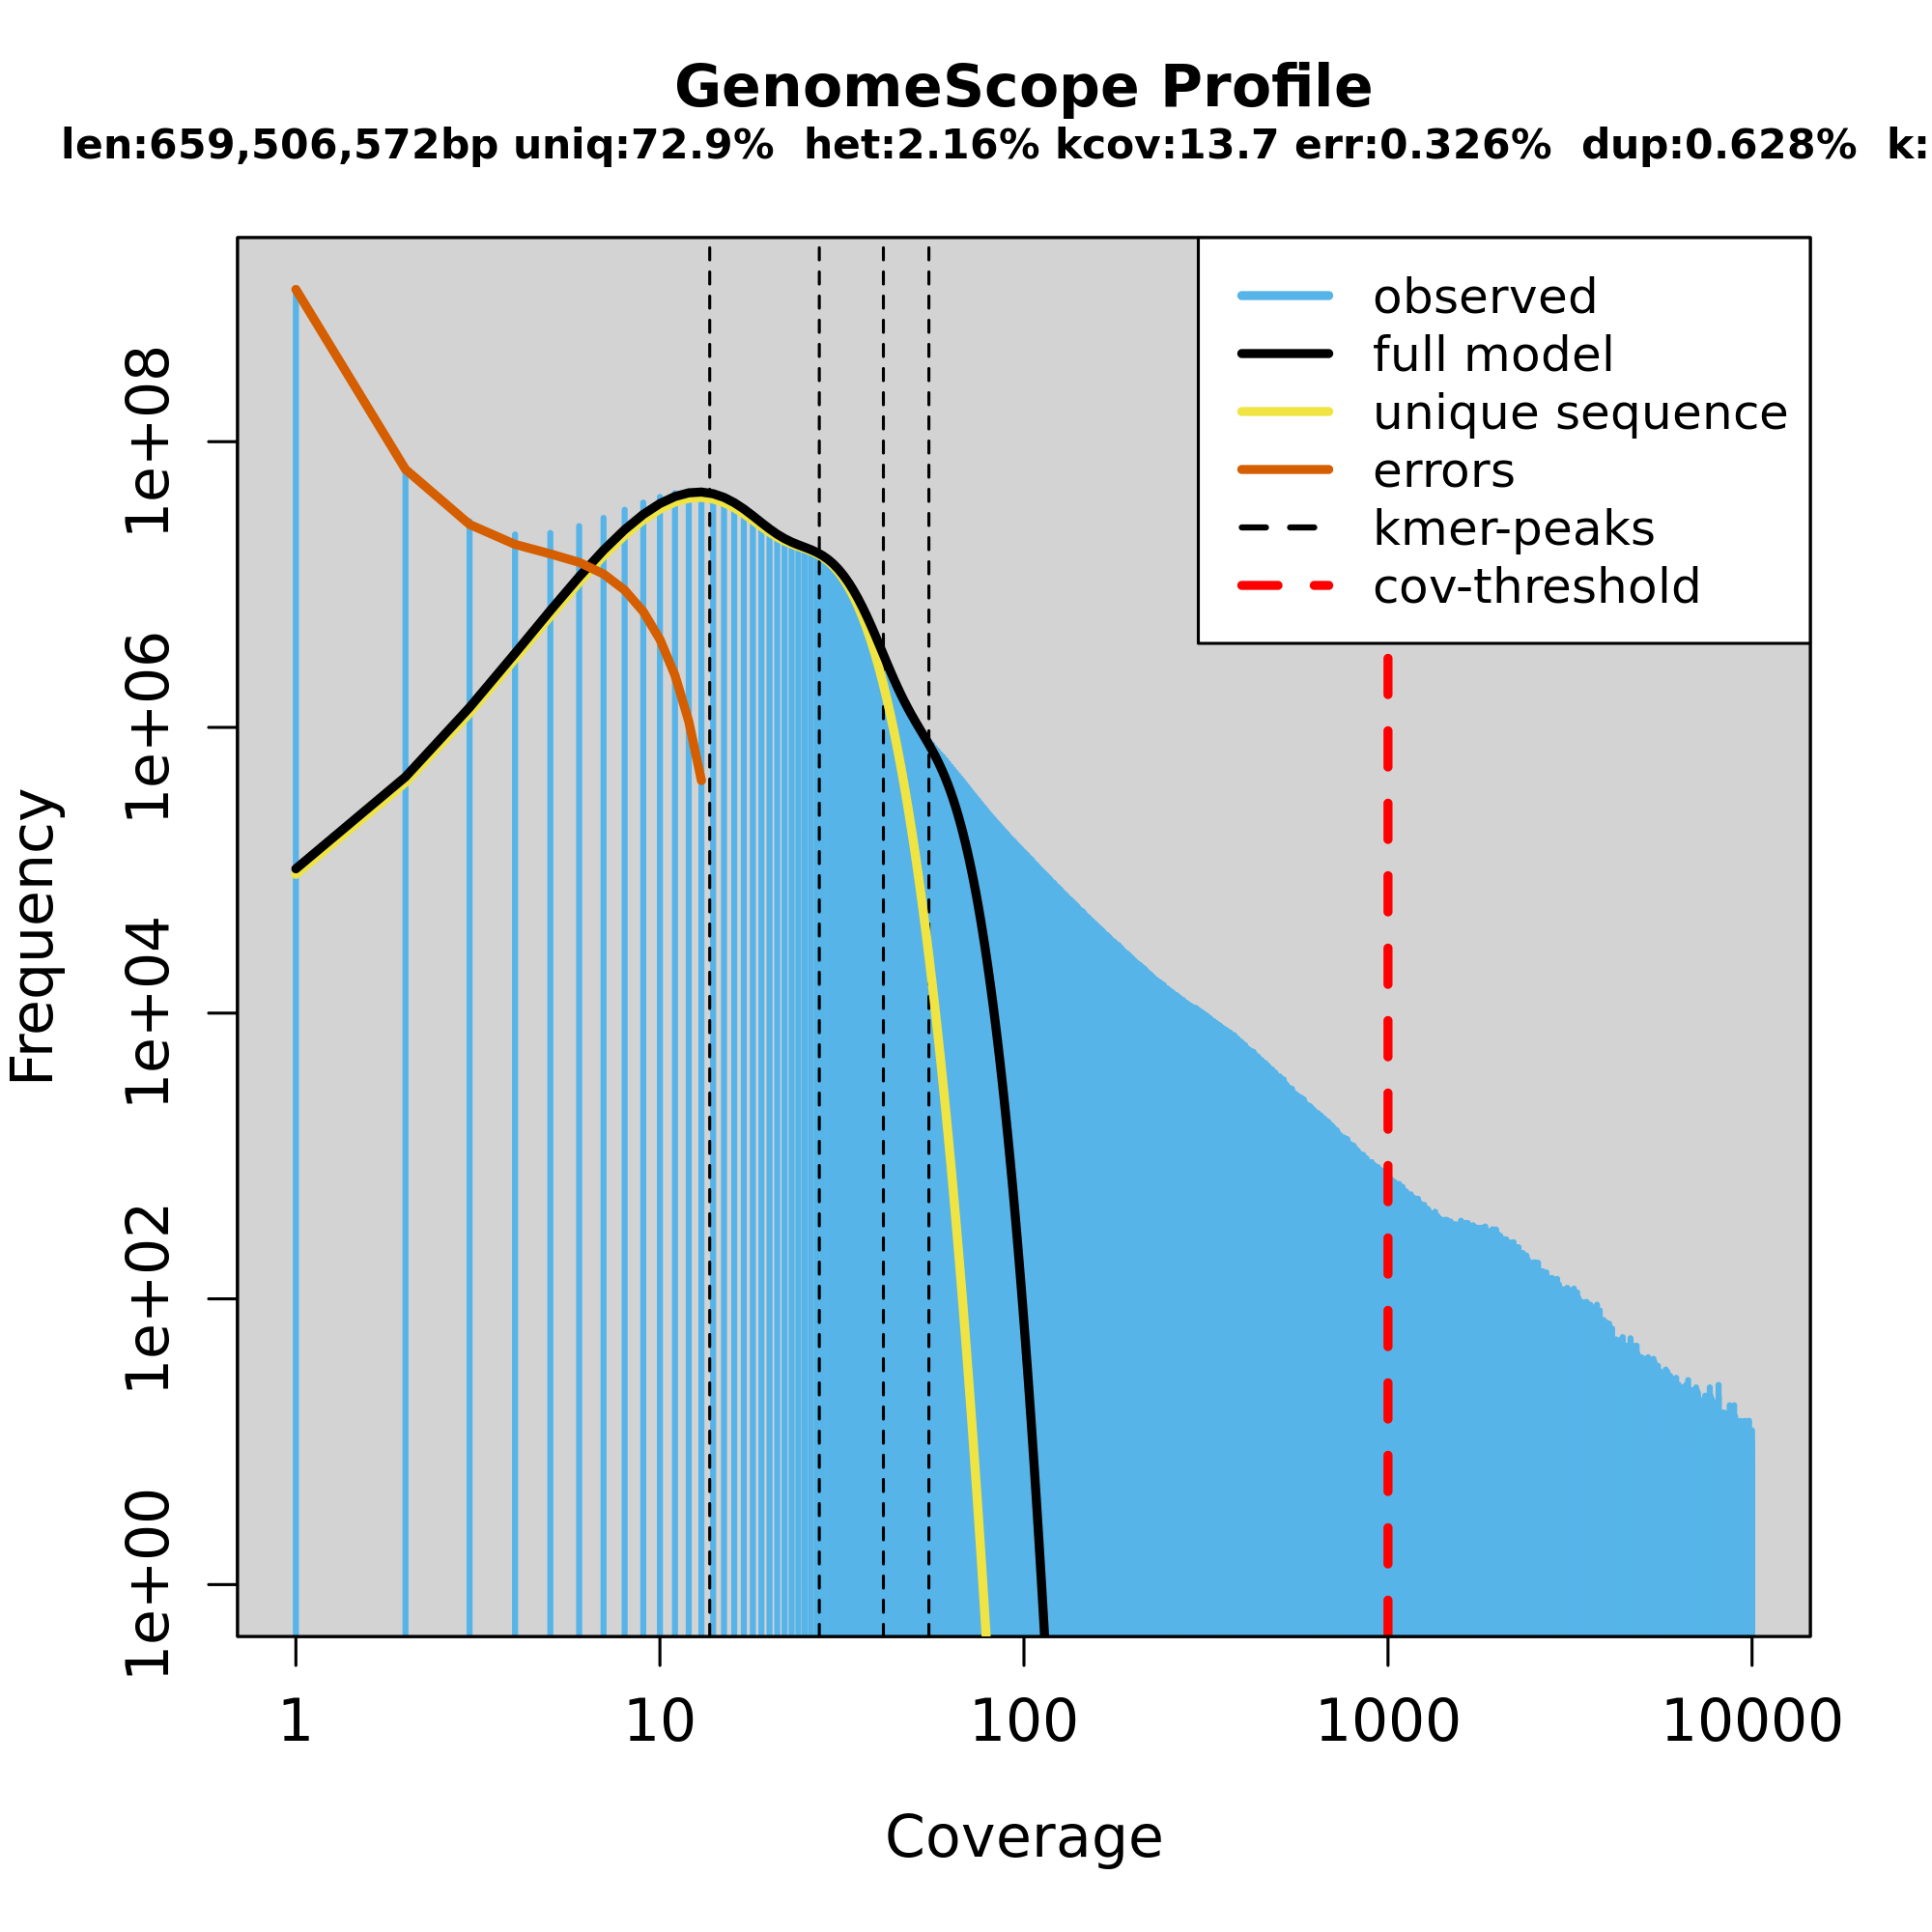 GenomeScope Profile
len:659,506,572bp uniq:72.9% het:2.16% kcov:13.7 err:0.326% dup:0.628% k:
observed
full model
unique sequence
errors
kmer-peaks
cov-threshold
Frequency
1e+08
1e+06
1e+04
1e+02
1e+00
1 10 100 1000 10000
Coverage